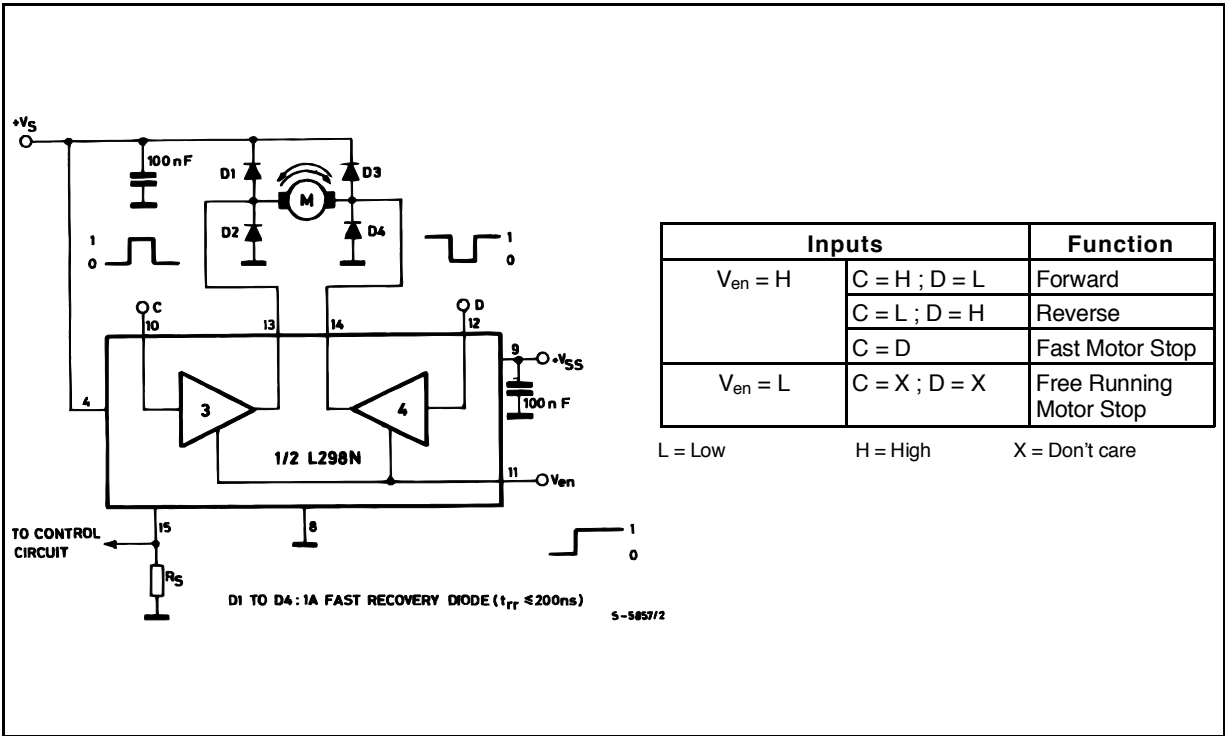 +VS
100nF
D1
D3
M
D2
D4
1
0
1
0
C
D
10
13
14
12
9
+VSS
4
3
4
100nF
1/2 L298N
11
Ven
15
8
TO CONTROL
CIRCUIT
1
0
RS
D1 TO D4 : 1A FAST RECOVERY DIODE (trr ≤200ns)
S-5857/2
Inputs Function
Ven = H C = H ; D = L Forward
C = L ; D = H Reverse
C = D Fast Motor Stop
Ven = L C = X ; D = X Free Running
Motor Stop
L = Low H = High X = Don't care